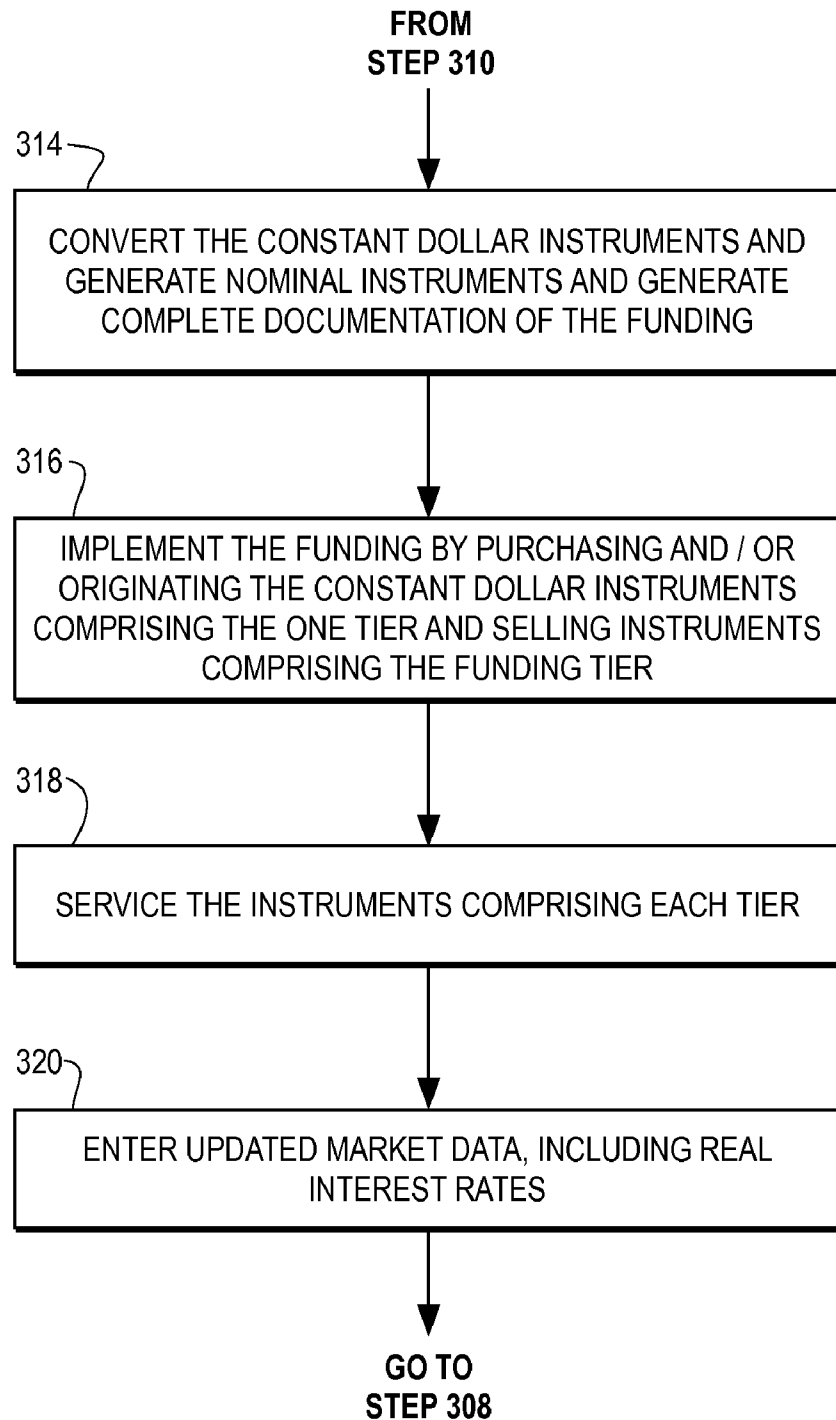 FROM
STEP 310
314
CONVERT THE CONSTANT DOLLAR INSTRUMENTS AND
GENERATE NOMINAL INSTRUMENTS AND GENERATE
COMPLETE DOCUMENTATION OF THE FUNDING
316
IMPLEMENT THE FUNDING BY PURCHASING AND / OR
ORIGINATING THE CONSTANT DOLLAR INSTRUMENTS
COMPRISING THE ONE TIER AND SELLING INSTRUMENTS
COMPRISING THE FUNDING TIER
318
SERVICE THE INSTRUMENTS COMPRISING EACH TIER
320
ENTER UPDATED MARKET DATA, INCLUDING REAL
INTEREST RATES
GO TO
STEP 308